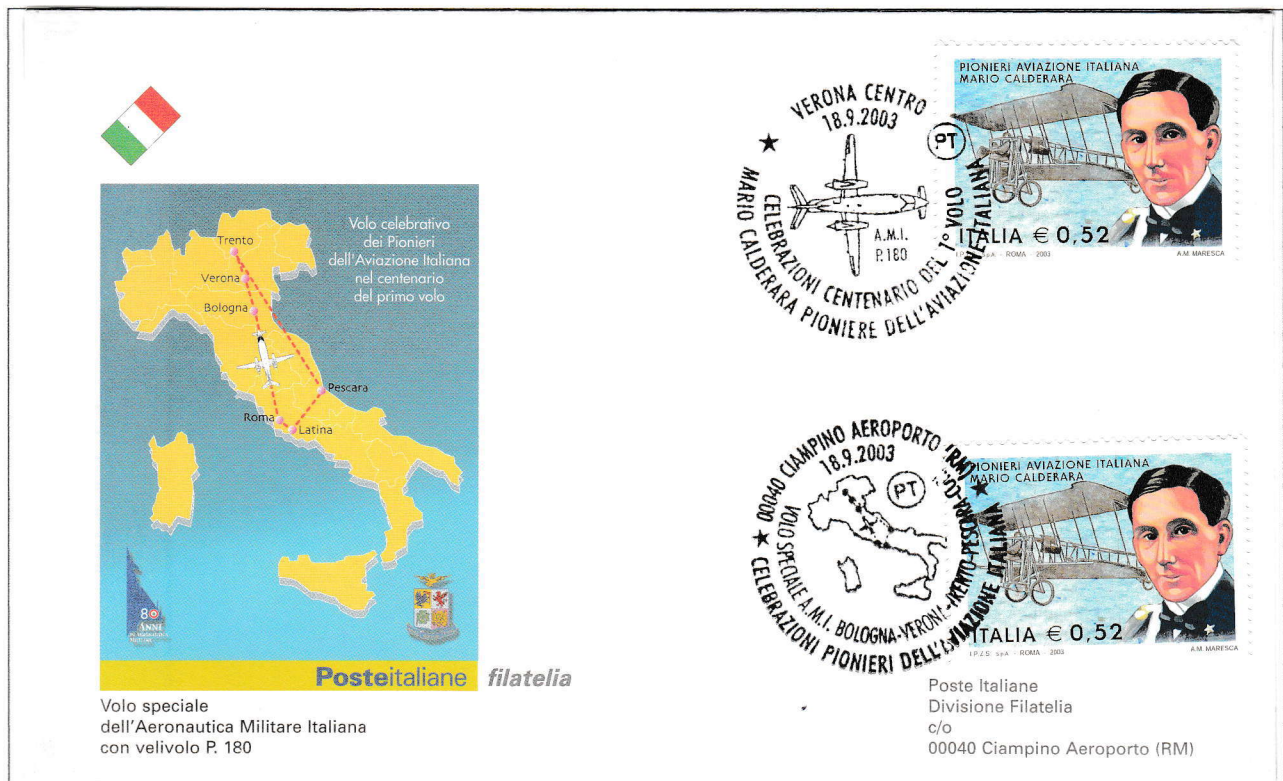 Volo celebrativo
dei Pionieri
dell'Aviazione Italiana
nel centenario
del primo volo
Trento
Verona
Bologna
Pescara
Roma
Latina
80
ANNI
Posteitaliane filatelia
Volo speciale
dell'Aeronautica Militare Italiana
con velivolo P. 180
VERONA CENTRO
18.9.2003
PT
A.M.I.
P.180
CELEBRAZIONI CENTENARIO DEL 1° VOLO
MARIO CALDERARA PIONIERE DELL'AVIAZIONE ITALIANA
PIONIERI AVIAZIONE ITALIANA
MARIO CALDERARA
ITALIA € 0,52
I.P.Z.S. S.p.A. - ROMA - 2003
A.M. MARESCA
00040 CIAMPINO AEROPORTO (RM)
18.9.2003
PT
VOLO SPECIALE A.M.I. BOLOGNA-VERONA-TRENTO-PESCARA
CELEBRAZIONI PIONIERI DELL'AVIAZIONE ITALIANA
PIONIERI AVIAZIONE ITALIANA
MARIO CALDERARA
ITALIA € 0,52
I.P.Z.S. S.p.A. - ROMA - 2003
A.M. MARESCA
Poste Italiane
Divisione Filatelia
c/o
00040 Ciampino Aeroporto (RM)